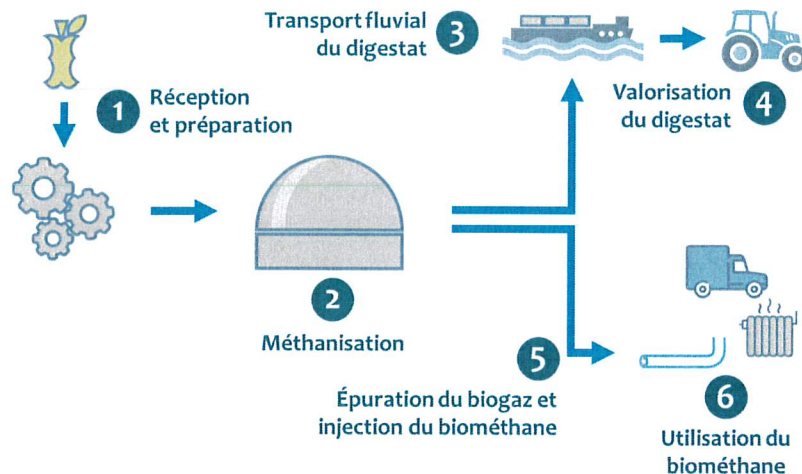 1
Réception
et préparation
2
Méthanisation
Transport fluvial
du digestat
3
Valorisation
du digestat
4
5
Épuration du biogaz et
injection du biométhane
6
Utilisation du
biométhane